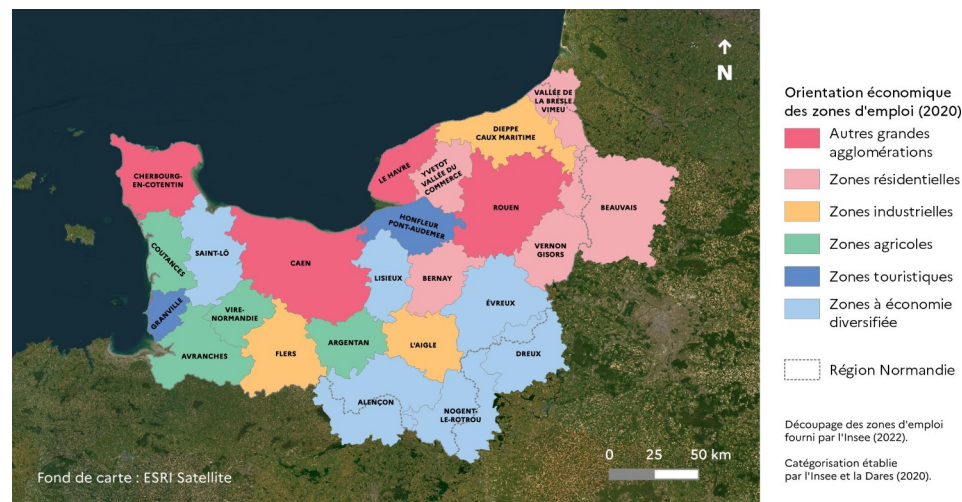 N
VALLÉE DE
LA BRESLE
VIMEU
DIEPPE
CAUX MARITIME
CHERBOURG-
EN-COTENTIN
LE HAVRE
YVETOT
VALLÉE DU
COMMERCE
ROUEN
BEAUVAIS
HONFLEUR
PONT-AUDEMER
COUTANCES
SAINT-LÔ
CAEN
LISIEUX
BERNAY
VERNON
GISORS
GRANVILLE
VIRE-
NORMANDIE
ÉVREUX
AVRANCHES
FLERS
ARGENTAN
L'AIGLE
DREUX
ALENÇON
NOGENT-
LE-ROTROU
0 25 50 km
Fond de carte : ESRI Satellite
Orientation économique
des zones d'emploi (2020)
Autres grandes
agglomérations
Zones résidentielles
Zones industrielles
Zones agricoles
Zones touristiques
Zones à économie
diversifiée
Région Normandie
Découpage des zones d'emploi
fourni par l'Insee (2022).
Catégorisation établie
par l'Insee et la Dares (2020).